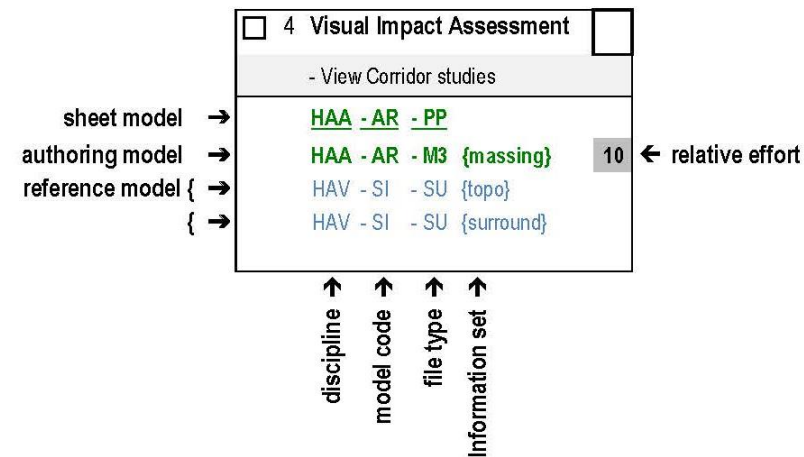 4 Visual Impact Assessment
- View Corridor studies
sheet model → HAA - AR - PP
authoring model → HAA - AR - M3 {massing} 10 ← relative effort
reference model { → HAV - SI - SU {topo}
{ → HAV - SI - SU {surround}
discipline
model code
file type
Information set